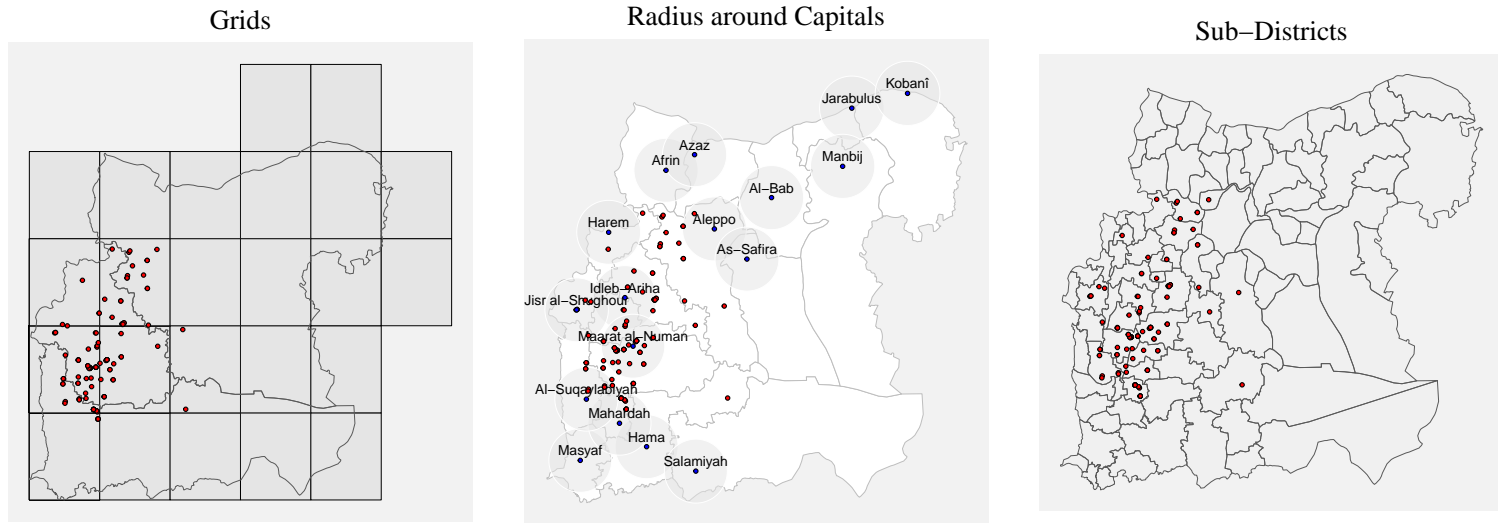 Grids
Radius around Capitals
Sub−Districts
Kobanî
Jarabulus
Azaz
Afrin
Manbij
Al−Bab
Harem
Aleppo
As−Safira
Idleb−Ariha
Jisr al−Shughour
Maarat al−Numan
Al−Suqaylabiyah
Mahardah
Hama
Masyaf
Salamiyah